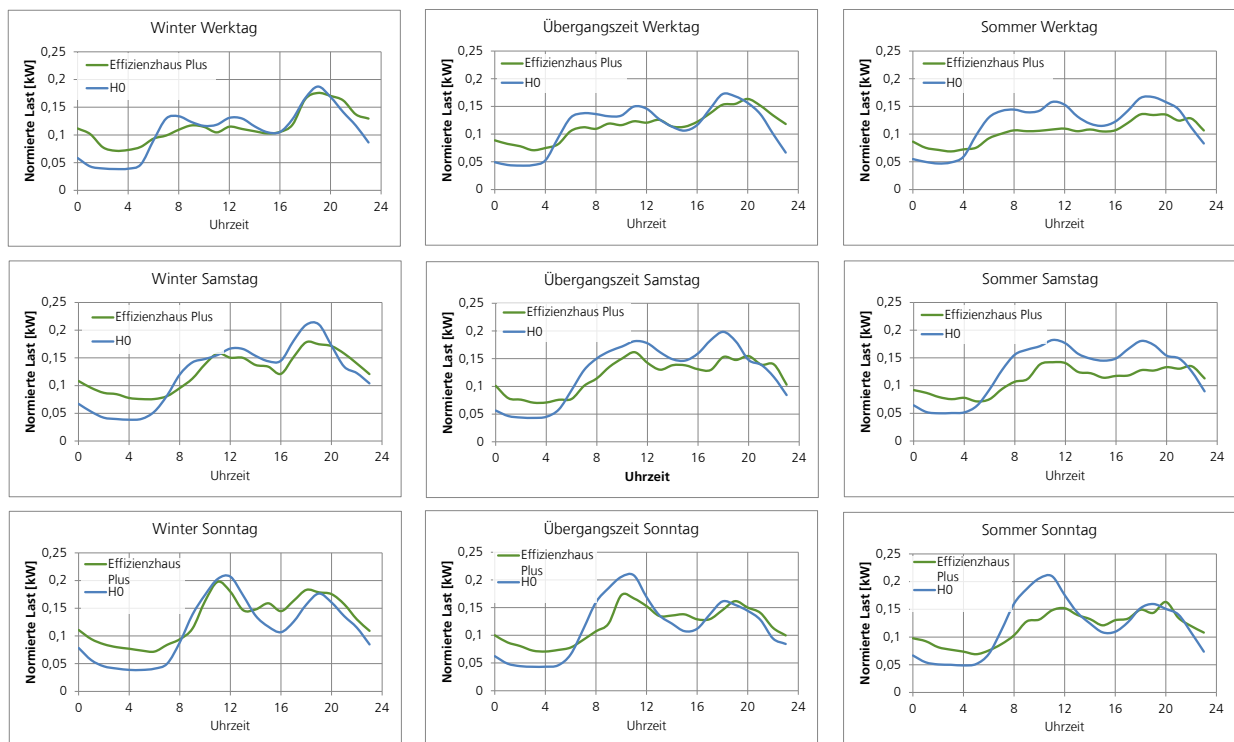 Winter Werktag
Normierte Last [kW]
0,25
0,2
0,15
0,1
0,05
0
Effizienzhaus Plus
H0
0 4 8 12 16 20 24
Uhrzeit
Übergangszeit Werktag
Normierte Last [kW]
0,25
0,2
0,15
0,1
0,05
0
Effizienzhaus Plus
H0
0 4 8 12 16 20 24
Uhrzeit
Sommer Werktag
Normierte Last [kW]
0,25
0,2
0,15
0,1
0,05
0
Effizienzhaus Plus
H0
0 4 8 12 16 20 24
Uhrzeit
Winter Samstag
Normierte Last [kW]
0,25
0,2
0,15
0,1
0,05
0
Effizienzhaus Plus
H0
0 4 8 12 16 20 24
Uhrzeit
Übergangszeit Samstag
Normierte Last [kW]
0,25
0,2
0,15
0,1
0,05
0
Effizienzhaus Plus
H0
0 4 8 12 16 20 24
Uhrzeit
Sommer Samstag
Normierte Last [kW]
0,25
0,2
0,15
0,1
0,05
0
Effizienzhaus Plus
H0
0 4 8 12 16 20 24
Uhrzeit
Winter Sonntag
Normierte Last [kW]
0,25
0,2
0,15
0,1
0,05
0
Effizienzhaus
Plus
H0
0 4 8 12 16 20 24
Uhrzeit
Übergangszeit Sonntag
Normierte Last [kW]
0,25
0,2
0,15
0,1
0,05
0
Effizienzhaus
Plus
H0
0 4 8 12 16 20 24
Uhrzeit
Sommer Sonntag
Normierte Last [kW]
0,25
0,2
0,15
0,1
0,05
0
Effizienzhaus
Plus
H0
0 4 8 12 16 20 24
Uhrzeit